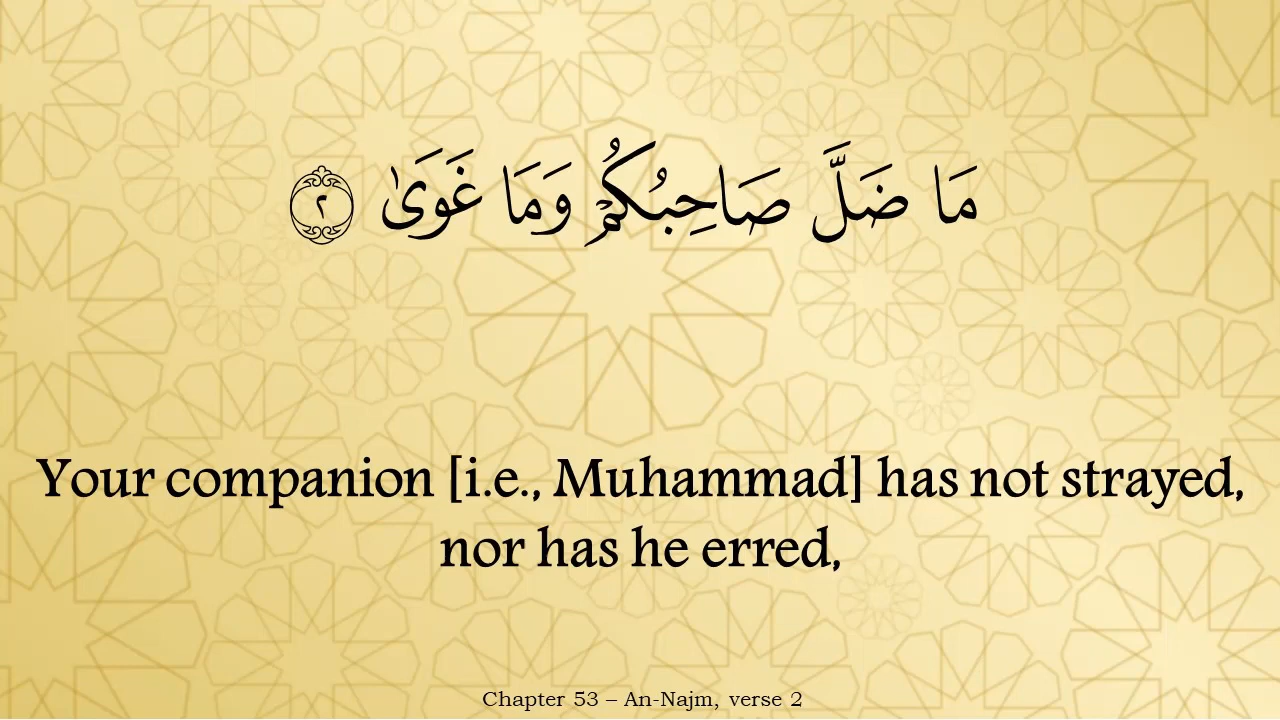 مَا ضَلَّ صَاحِبُكُمْ وَمَا غَوَىٰ ٢
Your companion [i.e., Muhammad] has not strayed,
nor has he erred,
Chapter 53 – An-Najm, verse 2